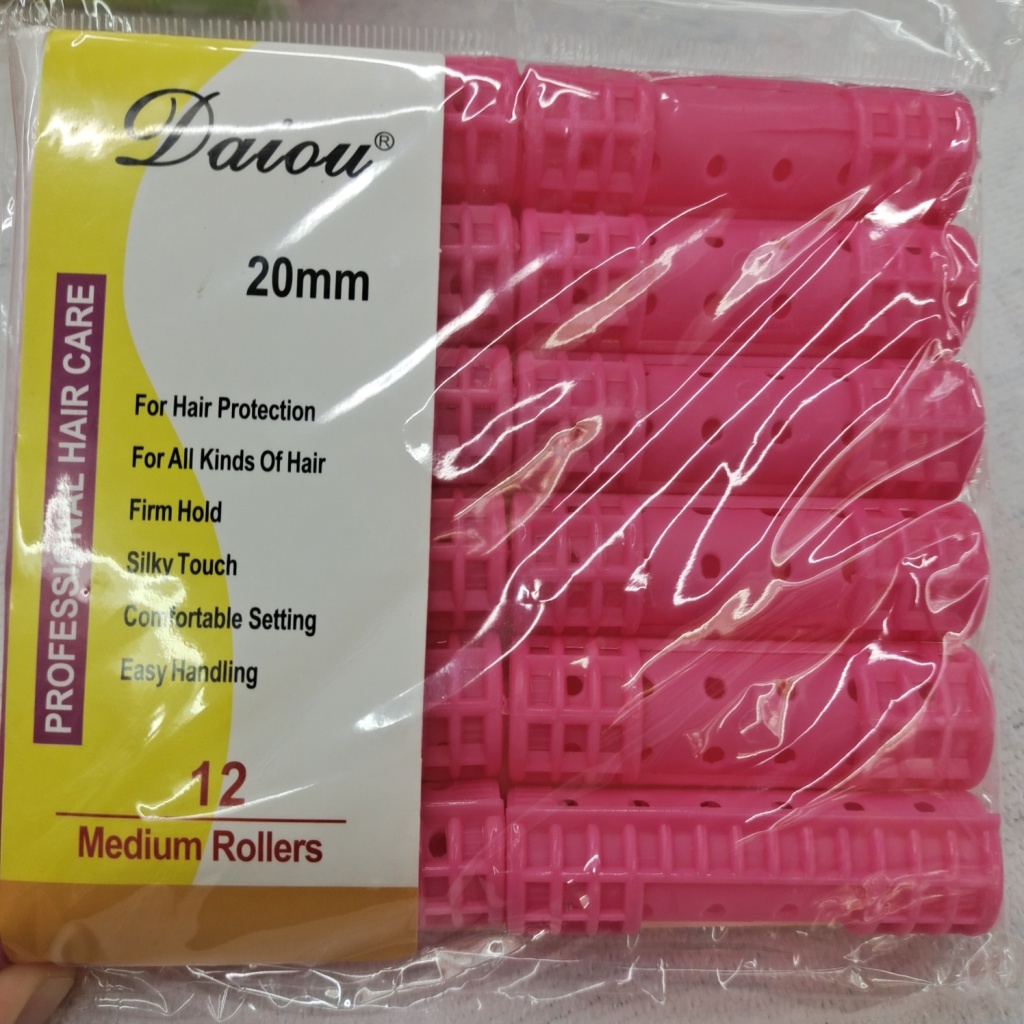 Daiou®
20mm
PROFESSIONAL HAIR CARE
For Hair Protection
For All Kinds Of Hair
Firm Hold
Silky Touch
Comfortable Setting
Easy Handling
12
Medium Rollers